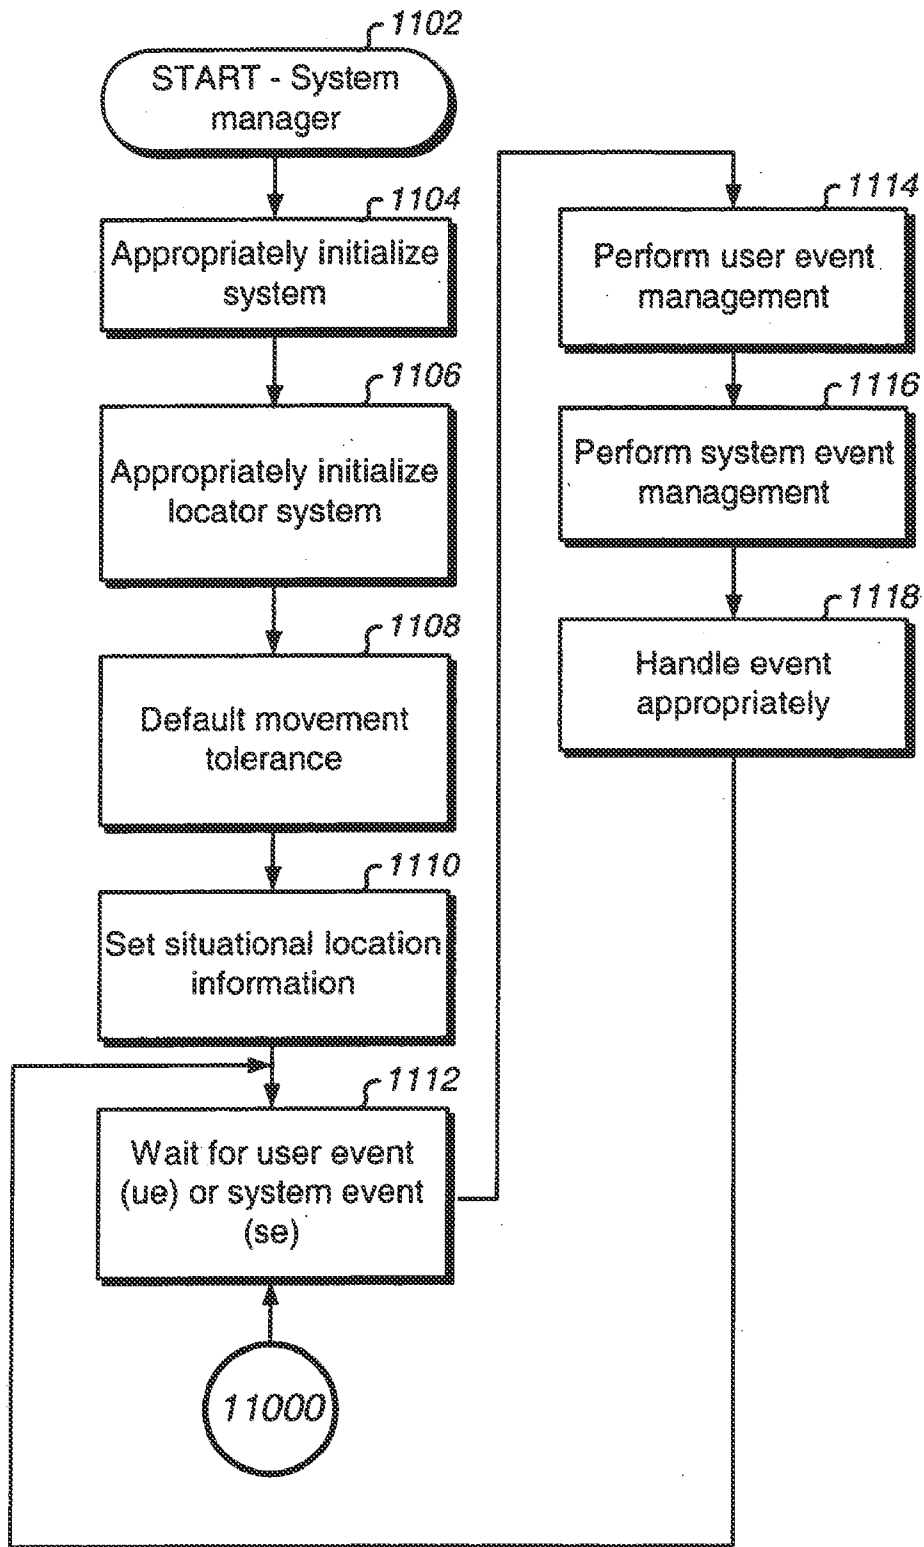 1102
START - System
manager
1104
Appropriately initialize
system
1106
Appropriately initialize
locator system
1108
Default movement
tolerance
1110
Set situational location
information
1112
Wait for user event
(ue) or system event
(se)
11000
1114
Perform user event
management
1116
Perform system event
management
1118
Handle event
appropriately